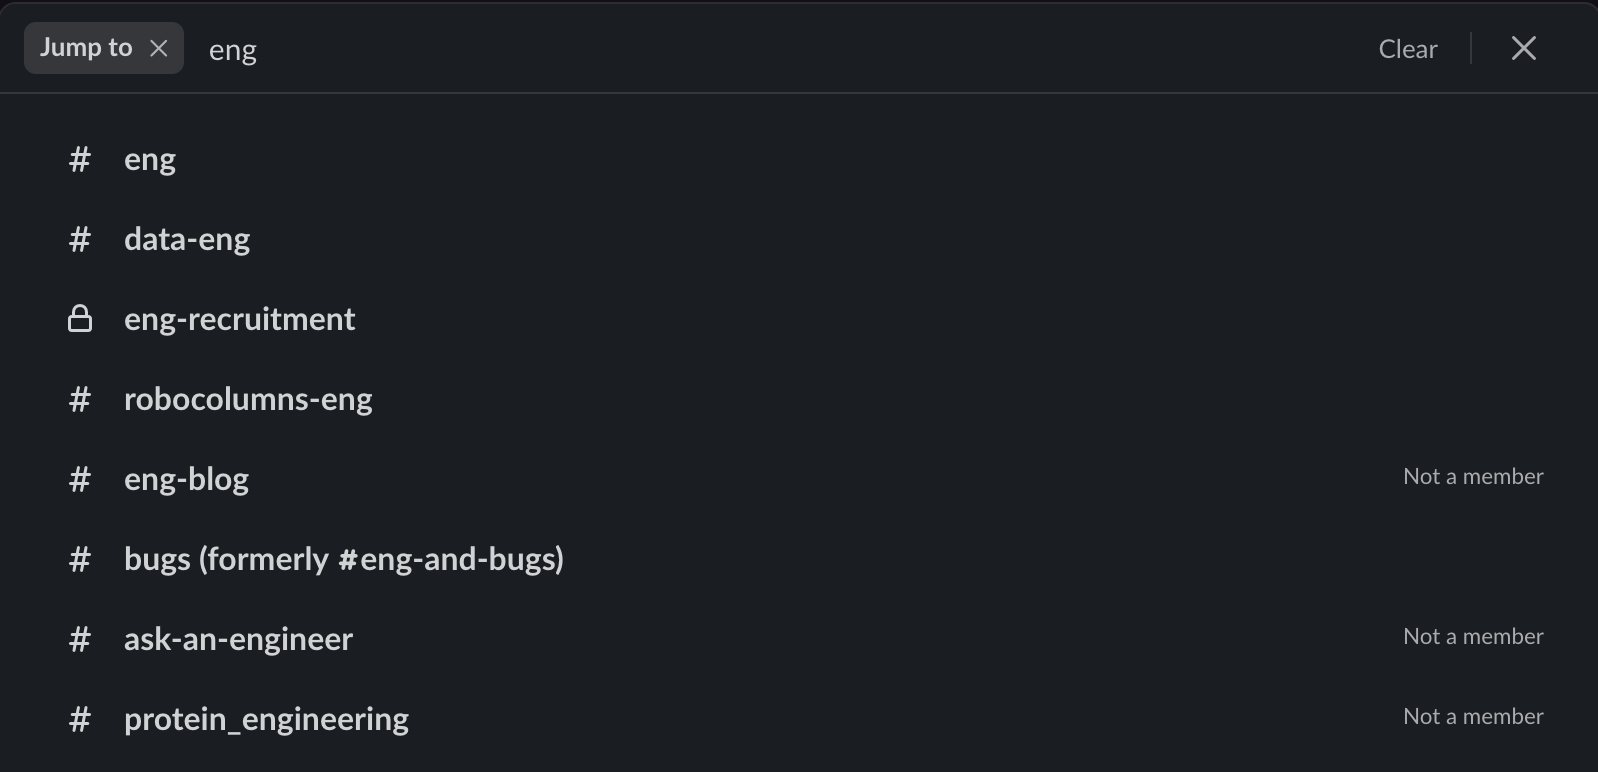 Jump to eng Clear
# eng
# data-eng
eng-recruitment
# robocolumns-eng
# eng-blog Not a member
# bugs (formerly #eng-and-bugs)
# ask-an-engineer Not a member
# protein_engineering Not a member